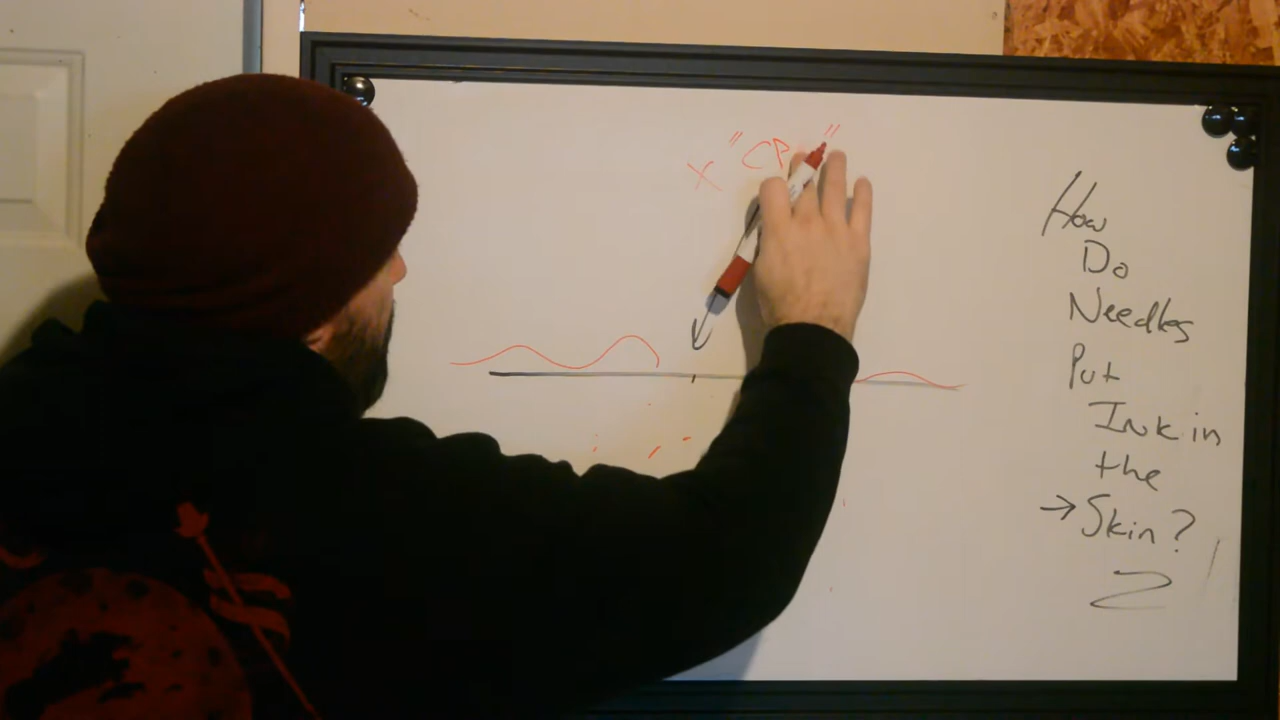 x "CP "
How
Do
Needles
Put
Ink in
the
→ Skin?